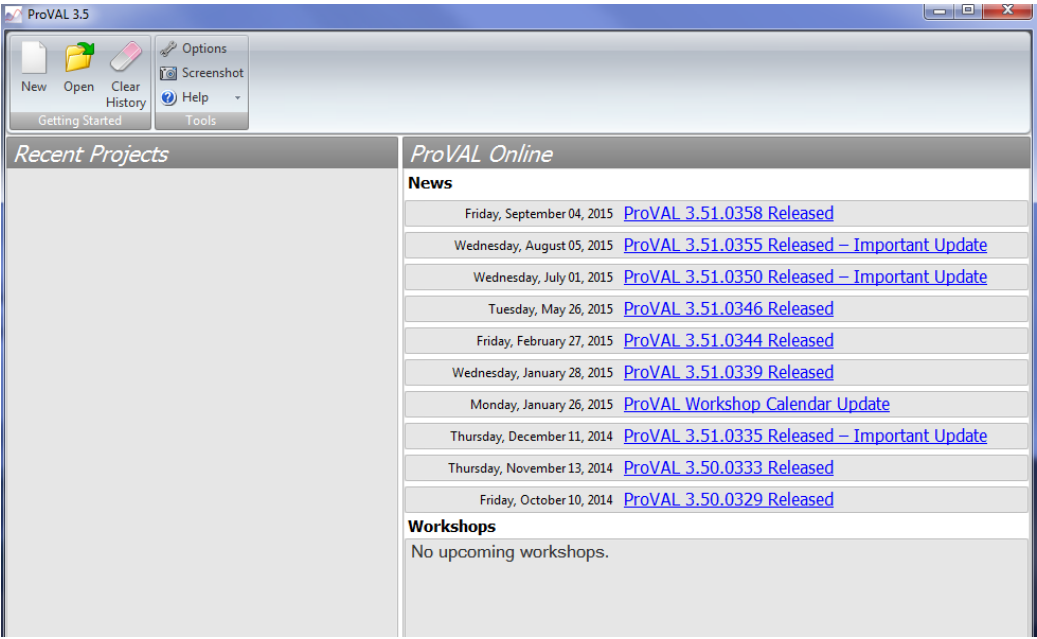 ProVAL 3.5
New
Open
Clear
History
Getting Started
Options
Screenshot
Help
Tools
Recent Projects
ProVAL Online
News
Friday, September 04, 2015 ProVAL 3.51.0358 Released
Wednesday, August 05, 2015 ProVAL 3.51.0355 Released – Important Update
Wednesday, July 01, 2015 ProVAL 3.51.0350 Released – Important Update
Tuesday, May 26, 2015 ProVAL 3.51.0346 Released
Friday, February 27, 2015 ProVAL 3.51.0344 Released
Wednesday, January 28, 2015 ProVAL 3.51.0339 Released
Monday, January 26, 2015 ProVAL Workshop Calendar Update
Thursday, December 11, 2014 ProVAL 3.51.0335 Released – Important Update
Thursday, November 13, 2014 ProVAL 3.50.0333 Released
Friday, October 10, 2014 ProVAL 3.50.0329 Released
Workshops
No upcoming workshops.